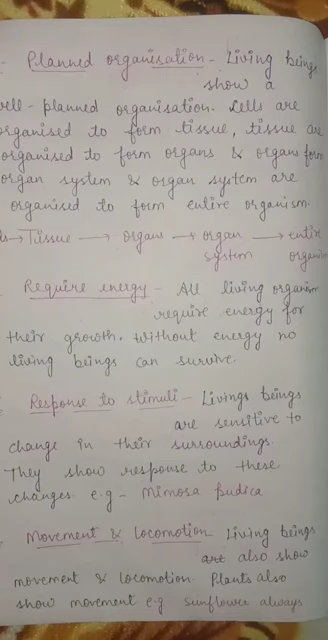 Planned organisation - Living beings
show a
well-planned organisation. Cells are
organised to form tissue, tissue are
organised to form organs & organs form
organ system & organ system are
organised to form entire organism.
→ Tissue → organs → organ → entire
system organism
Require energy - All living organism
require energy for
their growth. Without energy no
living beings can survive.
Response to stimuli - Livings beings
are sensitive to
change in their surroundings.
They show response to these
changes e.g - Mimosa Pudica
Movement & locomotion Living beings
are also show
movement & locomotion. Plants also
show movement e.g sunflower always